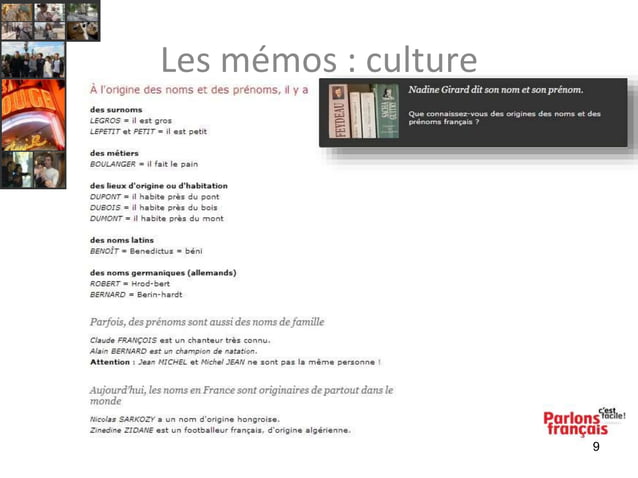 Les mémos : culture
À l'origine des noms et des prénoms, il y a
des surnoms
LEGROS = il est gros
LEPETIT et PETIT = il est petit
des métiers
BOULANGER = il fait le pain
des lieux d'origine ou d'habitation
DUPONT = il habite près du pont
DUBOIS = il habite près du bois
DUMONT = il habite près du mont
des noms latins
BENOÎT = Benedictus = béni
des noms germaniques (allemands)
ROBERT = Hrod-bert
BERNARD = Berin-hardt
Parfois, des prénoms sont aussi des noms de famille
Claude FRANÇOIS est un chanteur très connu.
Alain BERNARD est un champion de natation.
Attention : Jean MICHEL et Michel JEAN ne sont pas la même personne !
Aujourd'hui, les noms en France sont originaires de partout dans le
monde
Nicolas SARKOZY a un nom d'origine hongroise.
Zinedine ZIDANE est un footballeur français, d'origine algérienne.
FEYDEAU
SACHA
GUITRY
Nadine Girard dit son nom et son prénom.
Que connaissez-vous des origines des noms et des
prénoms français ?
Parlons
français
c'est
facile!
9